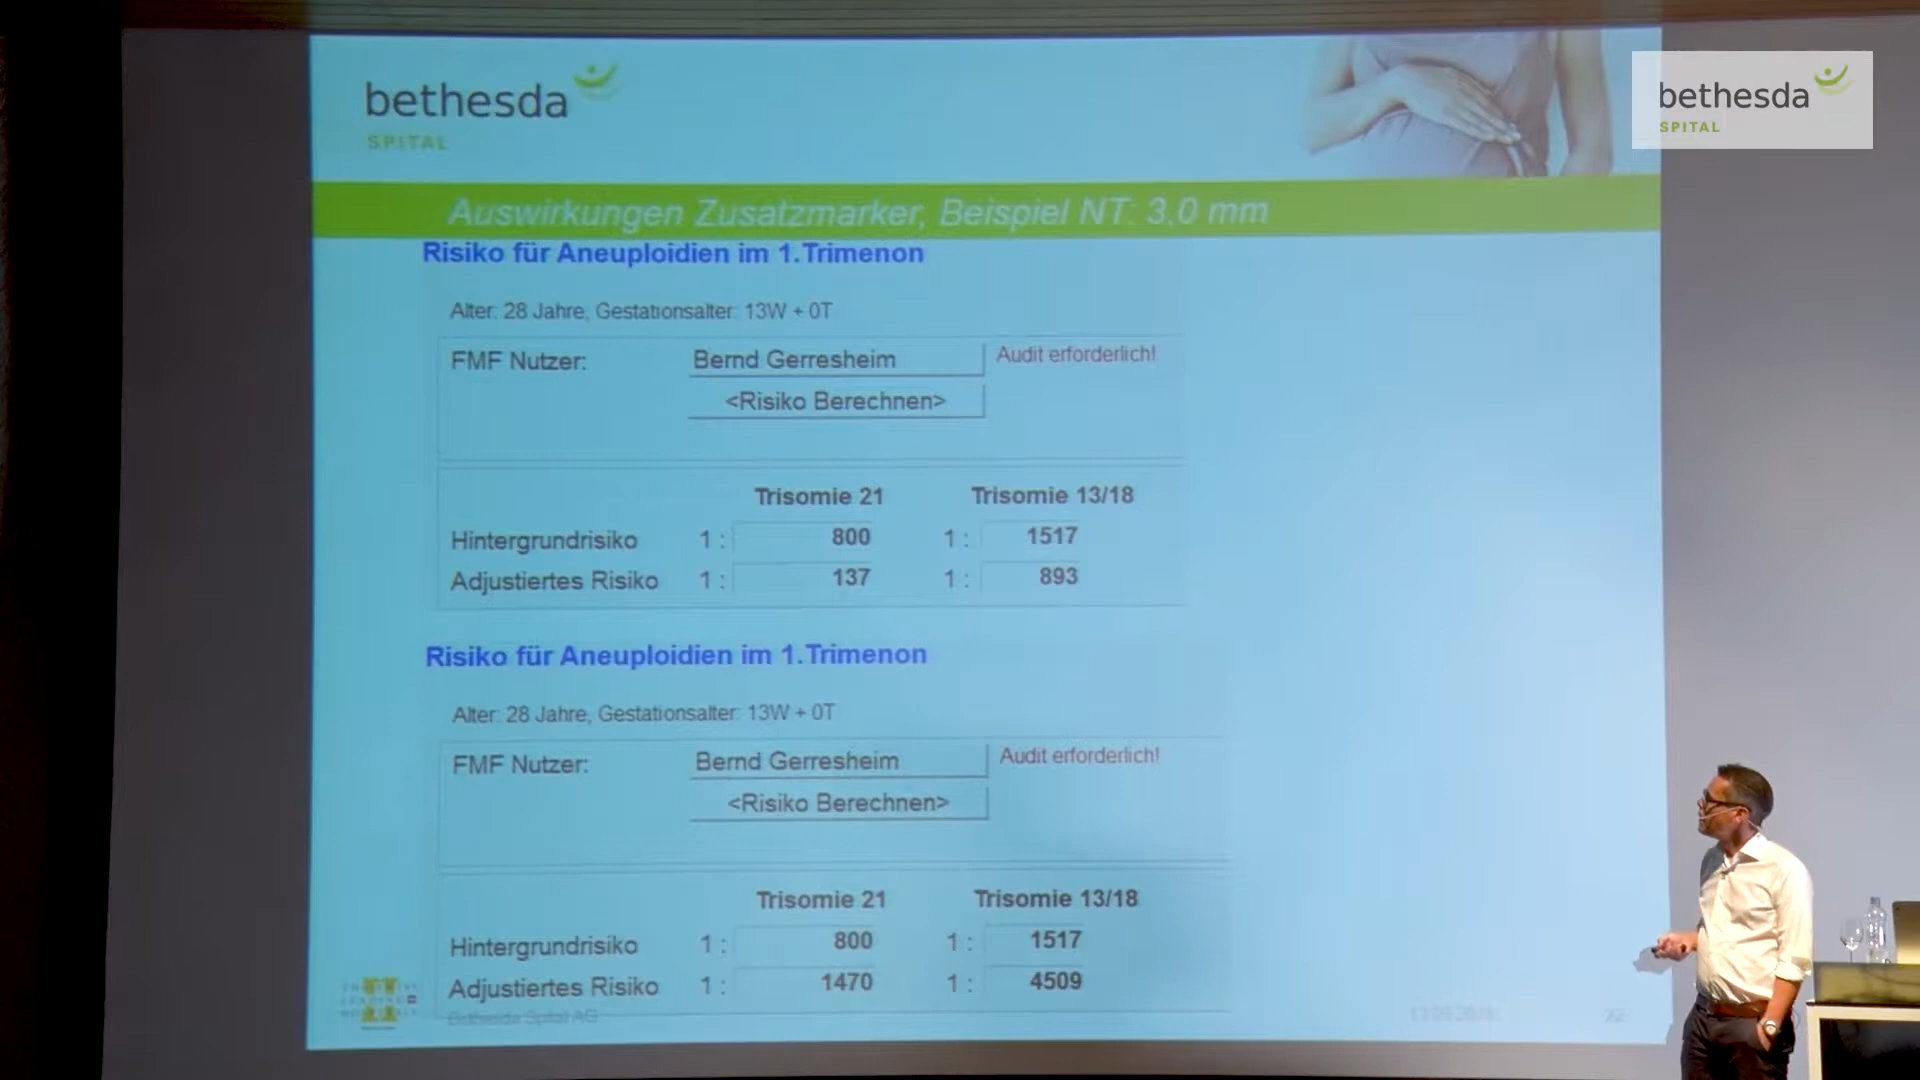 bethesda
SPITAL
bethesda
SPITAL
Auswirkungen Zusatzmarker, Beispiel NT: 3,0 mm
Risiko für Aneuploidien im 1.Trimenon
Alter: 28 Jahre, Gestationsalter: 13W + 0T
FMF Nutzer: Bernd Gerresheim Audit erforderlich!
<Risiko Berechnen>
Trisomie 21 Trisomie 13/18
Hintergrundrisiko 1 : 800 1 : 1517
Adjustiertes Risiko 1 : 137 1 : 893
Risiko für Aneuploidien im 1.Trimenon
Alter: 28 Jahre, Gestationsalter: 13W + 0T
FMF Nutzer: Bernd Gerresheim Audit erforderlich!
<Risiko Berechnen>
Trisomie 21 Trisomie 13/18
Hintergrundrisiko 1 : 800 1 : 1517
Adjustiertes Risiko 1 : 1470 1 : 4509
Bethesda Spital AG